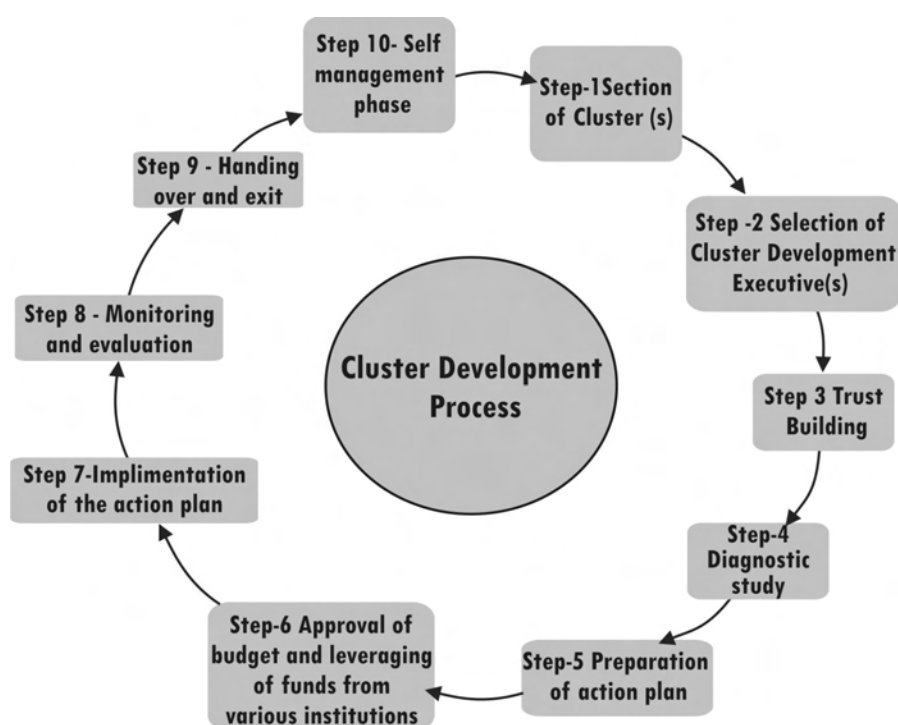 Step 10- Self
management
phase
Step-1Section
of Cluster (s)
Step -2 Selection of
Cluster Development
Executive(s)
Step 3 Trust
Building
Step-4
Diagnostic
study
Step-5 Preparation
of action plan
Step-6 Approval of
budget and leveraging
of funds from
various institutions
Step 7-Implimentation
of the action plan
Step 8 - Monitoring
and evaluation
Step 9 - Handing
over and exit
Cluster Development
Process